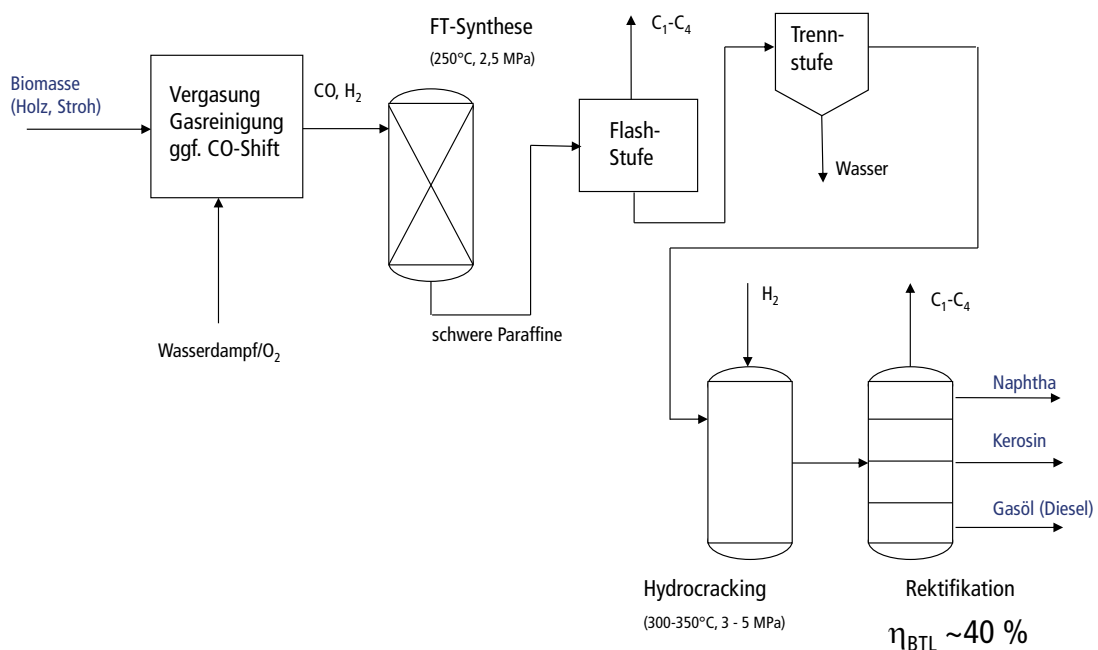 Biomasse
(Holz, Stroh)
Vergasung
Gasreinigung
ggf. CO-Shift
Wasserdampf/O₂
CO, H₂
FT-Synthese
(250°C, 2,5 MPa)
schwere Paraffine
C₁-C₄
Flash-
Stufe
Trenn-
stufe
Wasser
H₂
Hydrocracking
(300-350°C, 3 - 5 MPa)
C₁-C₄
Naphtha
Kerosin
Gasöl (Diesel)
Rektifikation
η_BTL ~40 %